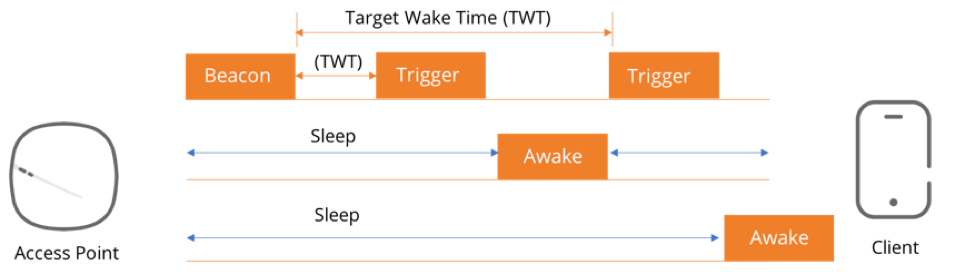 Target Wake Time (TWT)
Beacon
(TWT)
Trigger
Trigger
Sleep
Awake
Sleep
Awake
Access Point
Client